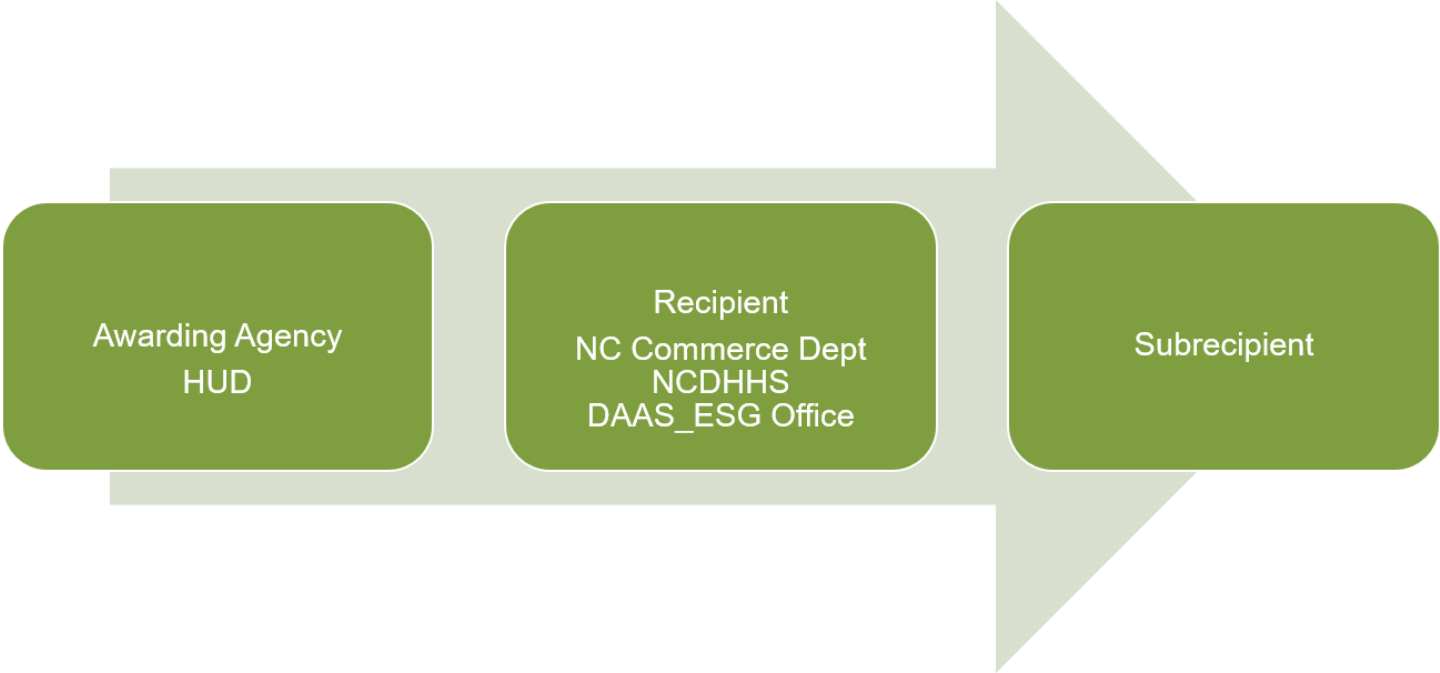 Awarding Agency
HUD
Recipient
NC Commerce Dept
NCDHHS
DAAS_ESG Office
Subrecipient